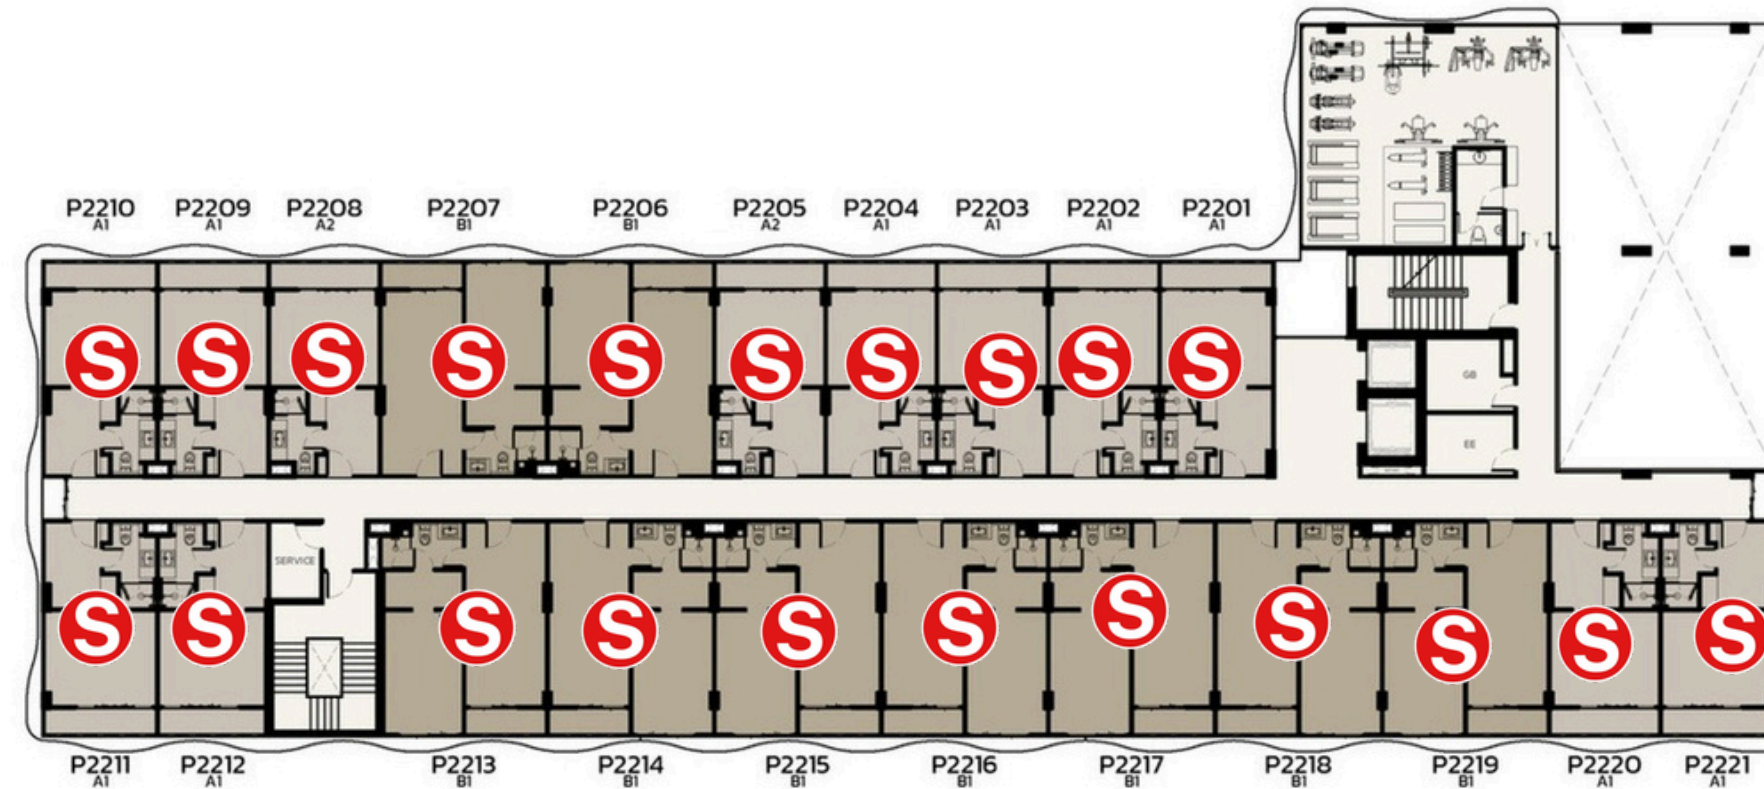 P2210 P2209 P2208 P2207 P2206 P2205 P2204 P2203 P2202 P2201
A1 A1 A2 B1 B1 A2 A1 A1 A1 A1
S S S S S S S S S S
GB
EE
SERVICE
S S S S S S S S S S S
P2211 P2212 P2213 P2214 P2215 P2216 P2217 P2218 P2219 P2220 P2221
A1 A1 B1 B1 B1 B1 B1 B1 B1 A1 A1